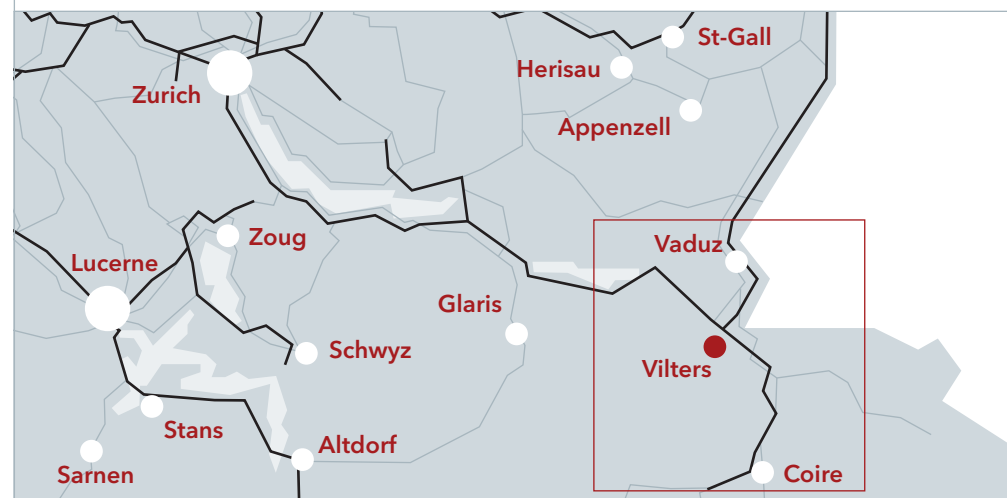 St-Gall
Herisau
Zurich
Appenzell
Zoug
Vaduz
Lucerne
Glaris
Schwyz
Vilters
Stans
Altdorf
Sarnen
Coire